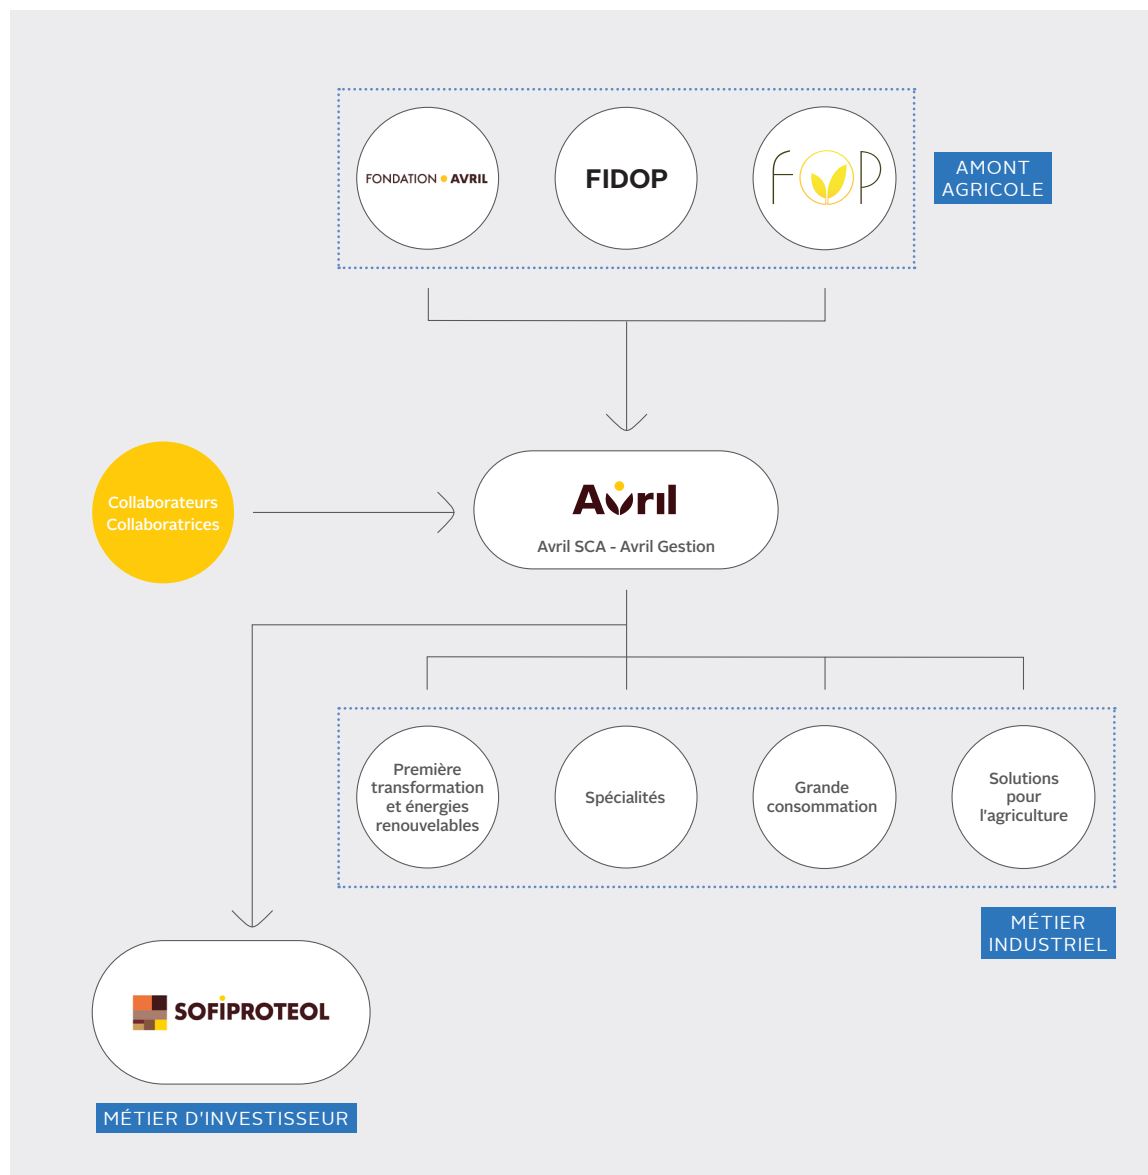 FONDATION AVRIL
FIDOP
FOP
AMONT
AGRICOLE
Collaborateurs
Collaboratrices
Avril
Avril SCA - Avril Gestion
Première
transformation
et énergies
renouvelables
Spécialités
Grande
consommation
Solutions
pour
l'agriculture
MÉTIER
INDUSTRIEL
SOFIPROTEOL
MÉTIER D'INVESTISSEUR